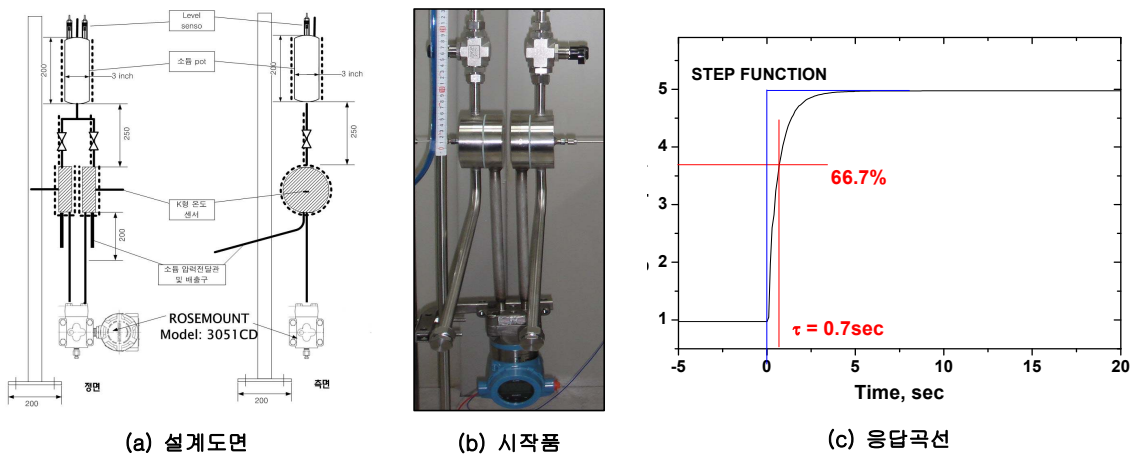 Level
senso
소듐 pot
3 inch
200
250
K형 온도
센서
200
소듐 압력전달관
및 배출구
ROSEMOUNT
Model: 3051CD
정면
200
Level
senso
200
3 inch
250
측면
200
(a) 설계도면
(b) 시작품
STEP FUNCTION
5
4
3
2
1
66.7%
τ = 0.7sec
-5
0
5
10
15
20
Time, sec
(c) 응답곡선